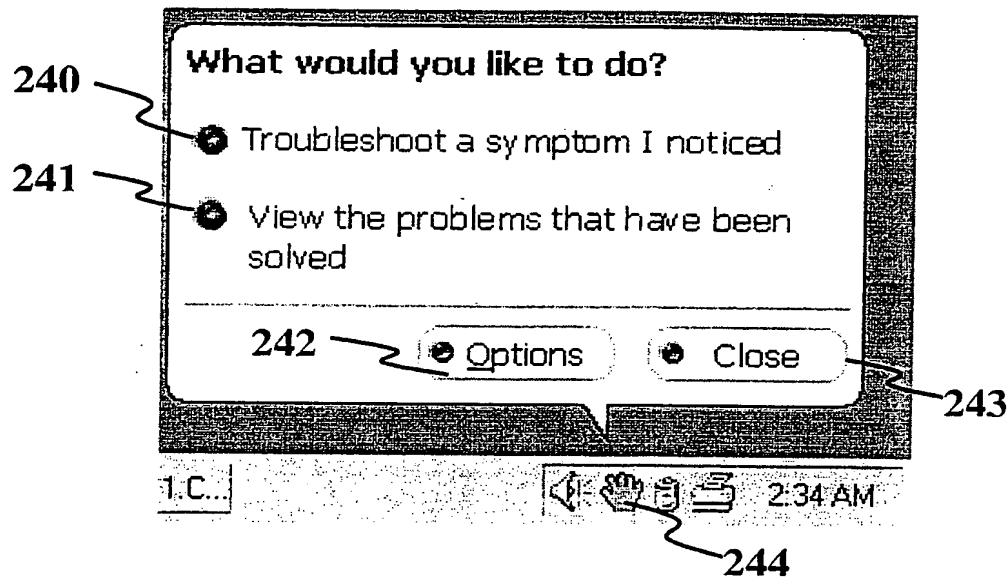 What would you like to do?
240
Troubleshoot a symptom I noticed
241
View the problems that have been
solved
242
Options
Close
243
1.C...
2:34 AM
244